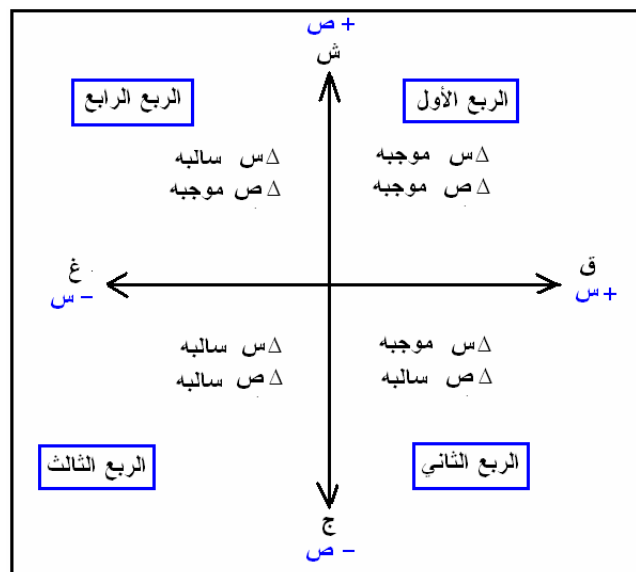 + ص
ش
الربع الأول
الربع الرابع
∆ س موجبه
∆ ص موجبه
∆ س سالبه
∆ ص موجبه
ق
+ س
غ
− س
∆ س موجبه
∆ ص سالبه
∆ س سالبه
∆ ص سالبه
الربع الثاني
الربع الثالث
ج
− ص